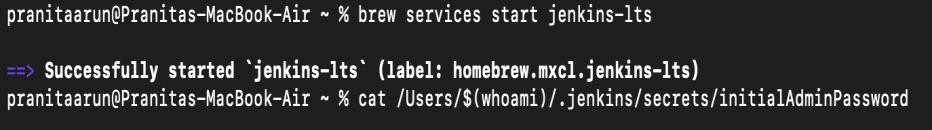 pranitaarun@Pranitas-MacBook-Air ~ % brew services start jenkins-lts
==> Successfully started `jenkins-lts` (label: homebrew.mxcl.jenkins-lts)
pranitaarun@Pranitas-MacBook-Air ~ % cat /Users/$(whoami)/.jenkins/secrets/initialAdminPassword